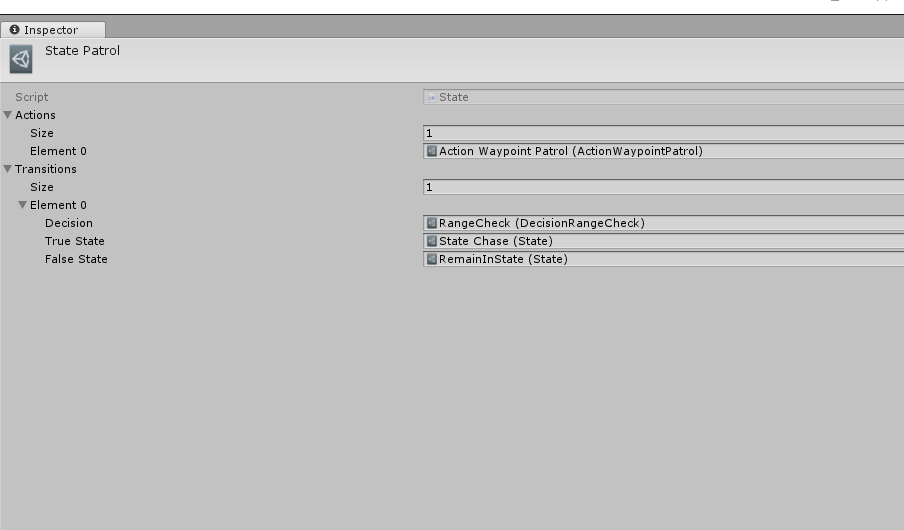 Inspector
State Patrol
Script State
Actions
Size 1
Element 0 Action Waypoint Patrol (ActionWaypointPatrol)
Transitions
Size 1
Element 0
Decision RangeCheck (DecisionRangeCheck)
True State State Chase (State)
False State RemainInState (State)